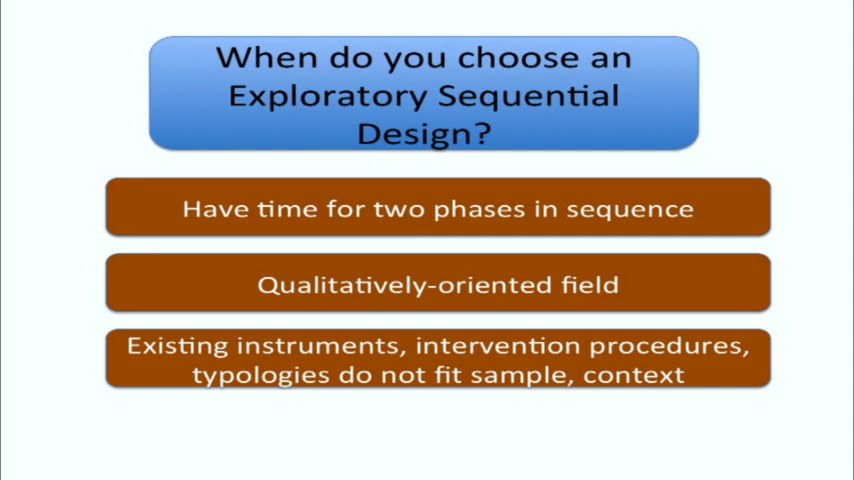 When do you choose an
Exploratory Sequential
Design?
Have time for two phases in sequence
Qualitatively-oriented field
Existing instruments, intervention procedures,
typologies do not fit sample, context